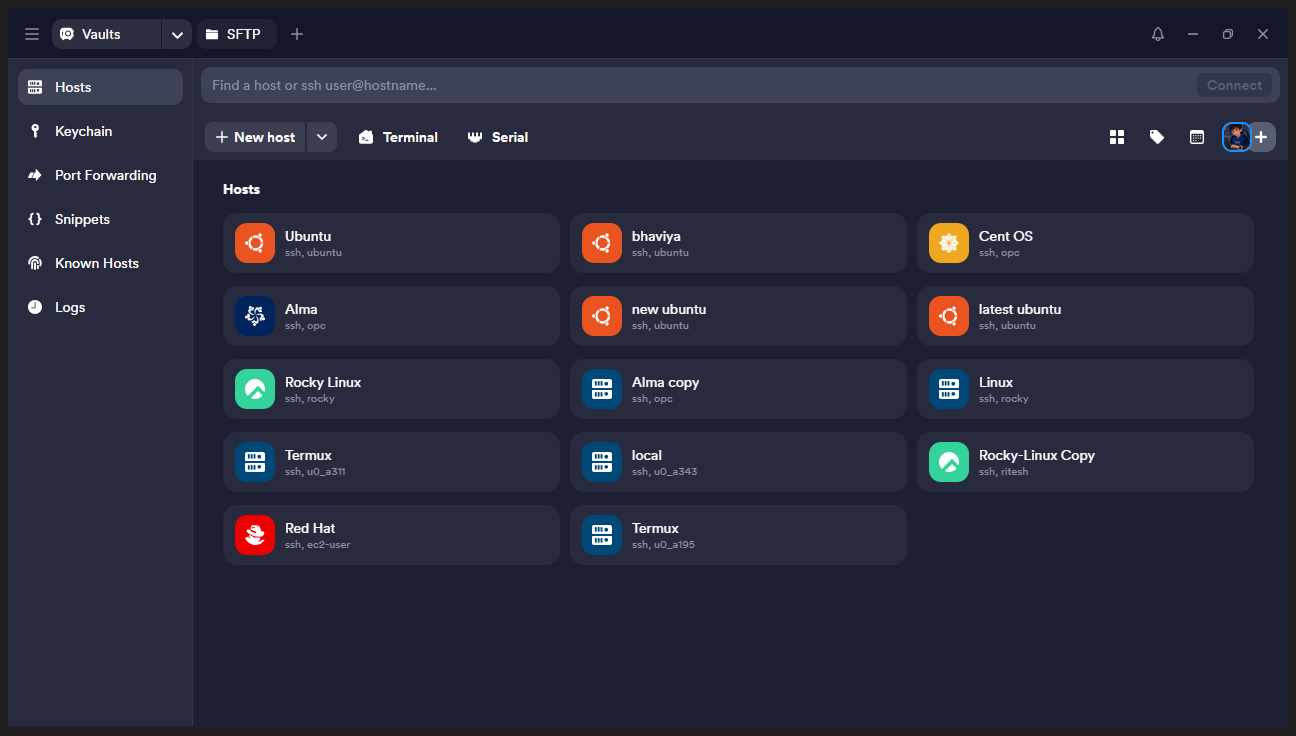 Vaults
SFTP
Hosts
Keychain
Port Forwarding
Snippets
Known Hosts
Logs
Find a host or ssh user@hostname...
Connect
New host
Terminal
Serial
Hosts
Ubuntu
ssh, ubuntu
bhaviya
ssh, ubuntu
Cent OS
ssh, opc
Alma
ssh, opc
new ubuntu
ssh, ubuntu
latest ubuntu
ssh, ubuntu
Rocky Linux
ssh, rocky
Alma copy
ssh, opc
Linux
ssh, rocky
Termux
ssh, u0_a311
local
ssh, u0_a343
Rocky-Linux Copy
ssh, ritesh
Red Hat
ssh, ec2-user
Termux
ssh, u0_a195